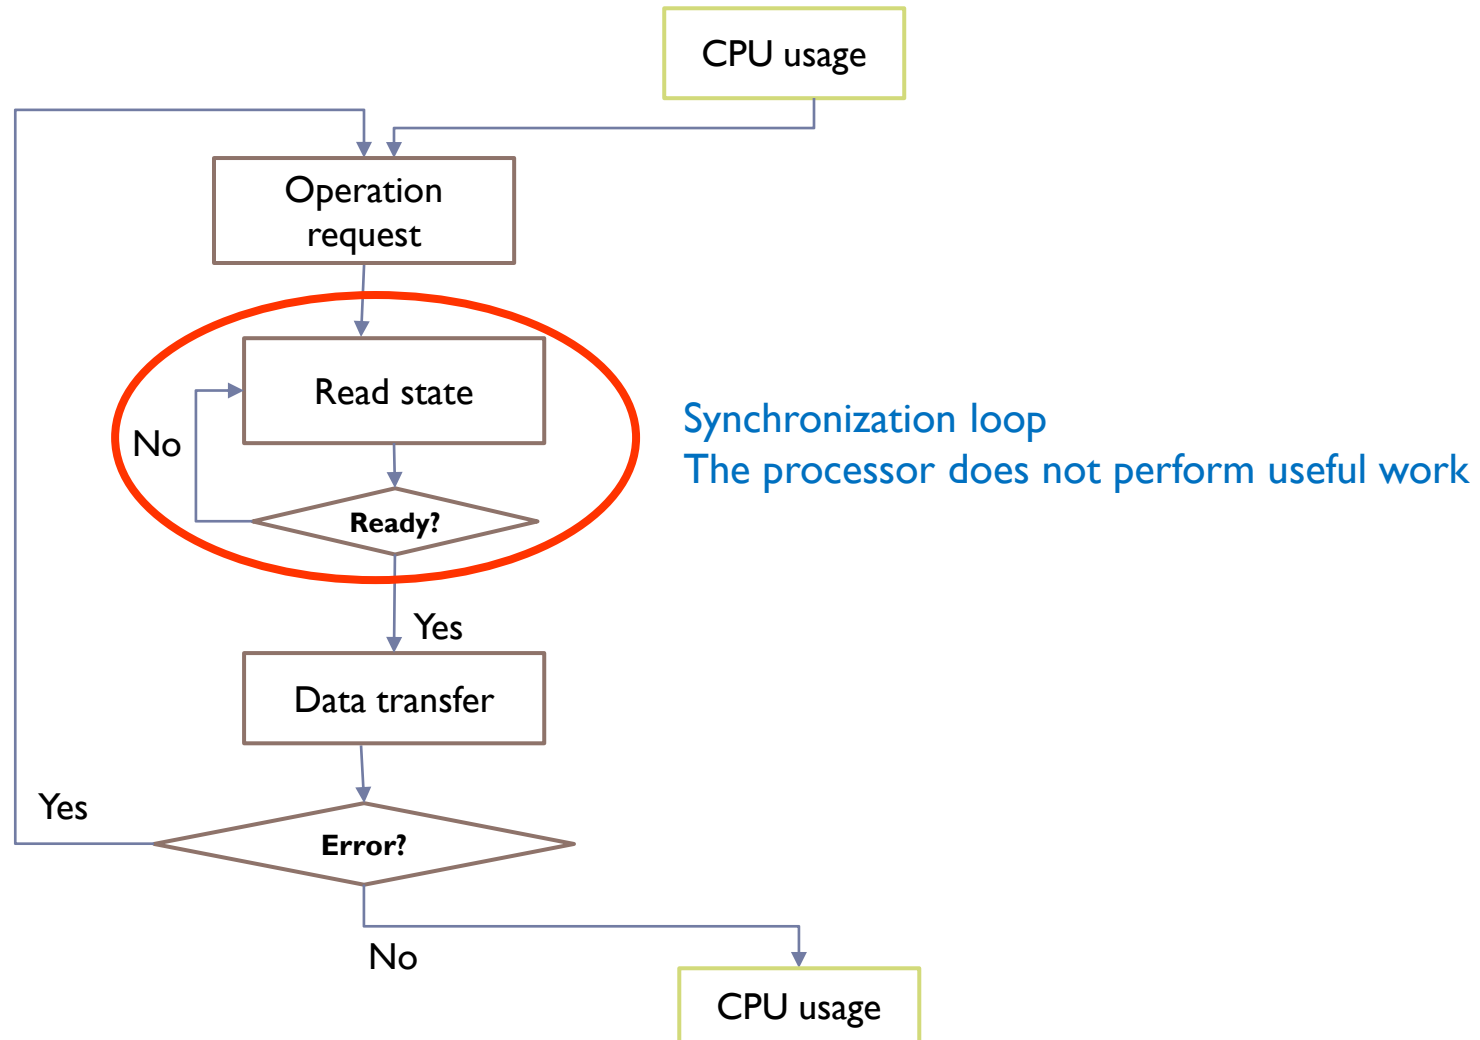 CPU usage
Operation
request
Read state
No
Ready?
Synchronization loop
The processor does not perform useful work
Yes
Data transfer
Yes
Error?
No
CPU usage